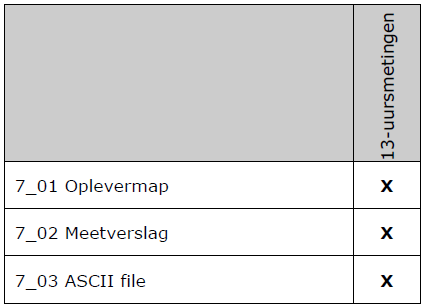 13-uursmetingen
7_01 Oplevermap X
7_02 Meetverslag X
7_03 ASCII file X